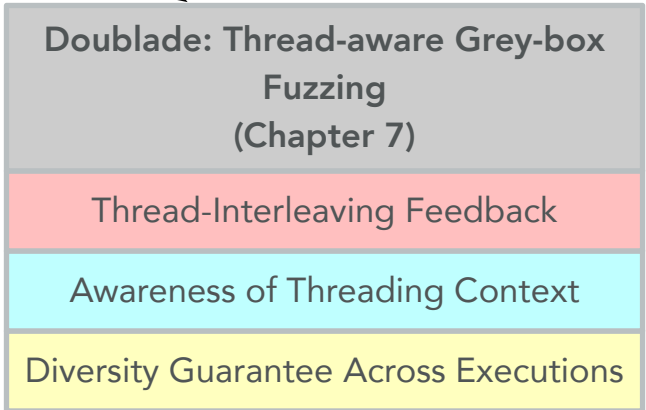 Doublade: Thread-aware Grey-box
Fuzzing
(Chapter 7)
Thread-Interleaving Feedback
Awareness of Threading Context
Diversity Guarantee Across Executions